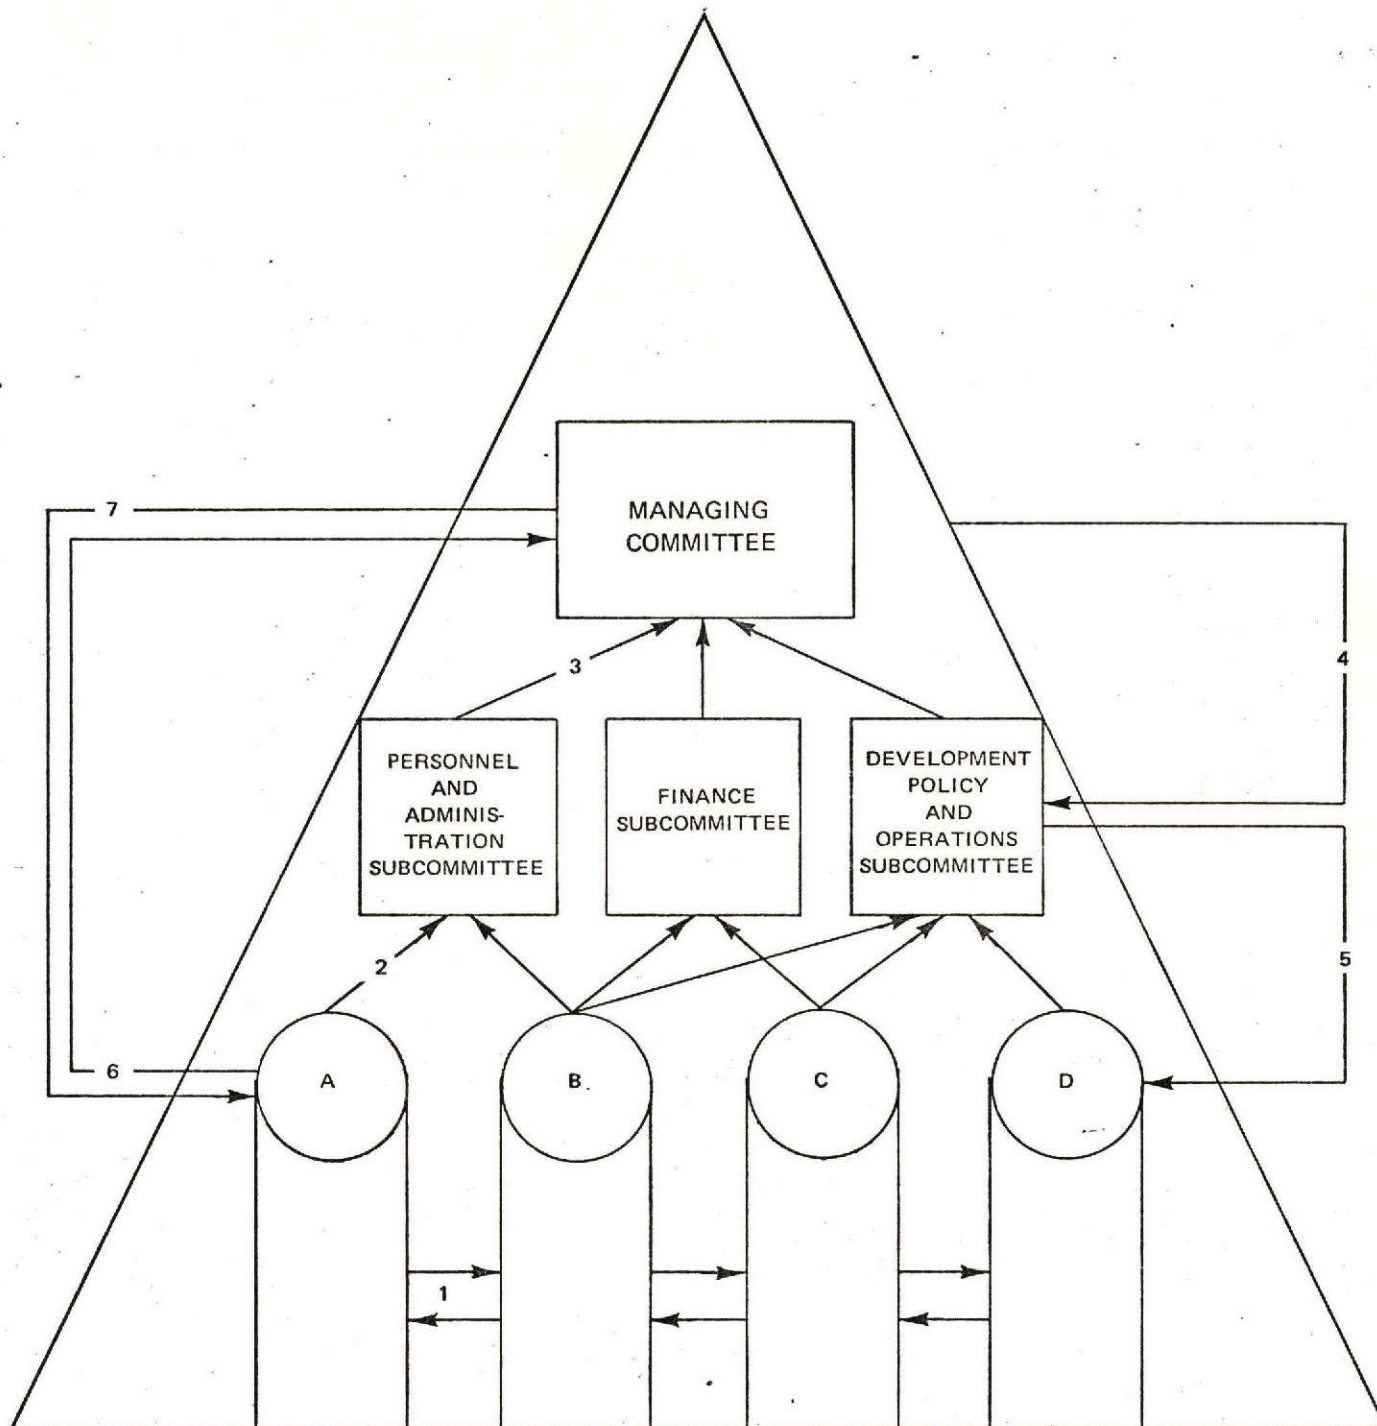 7
MANAGING
COMMITTEE
4
3
PERSONNEL
AND
ADMINIS-
TRATION
SUBCOMMITTEE
FINANCE
SUBCOMMITTEE
DEVELOPMENT
POLICY
AND
OPERATIONS
SUBCOMMITTEE
2
5
6
A
B
C
D
1